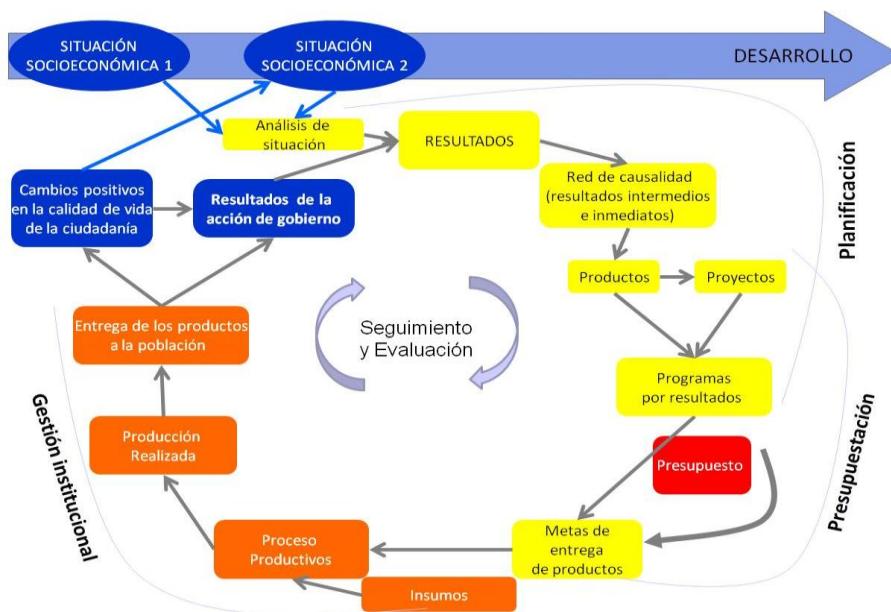 SITUACIÓN
SOCIOECONÓMICA 1
SITUACIÓN
SOCIOECONÓMICA 2
DESARROLLO
Análisis de
situación
RESULTADOS
Cambios positivos
en la calidad de vida
de la ciudadanía
Resultados de la
acción de gobierno
Red de causalidad
(resultados intermedios
e inmediatos)
Planificación
Productos
Proyectos
Entrega de los productos
a la población
Seguimiento
y Evaluación
Programas
por resultados
Gestión institucional
Producción
Realizada
Presupuesto
Presupuestación
Proceso
Productivos
Metas de
entrega
de productos
Insumos